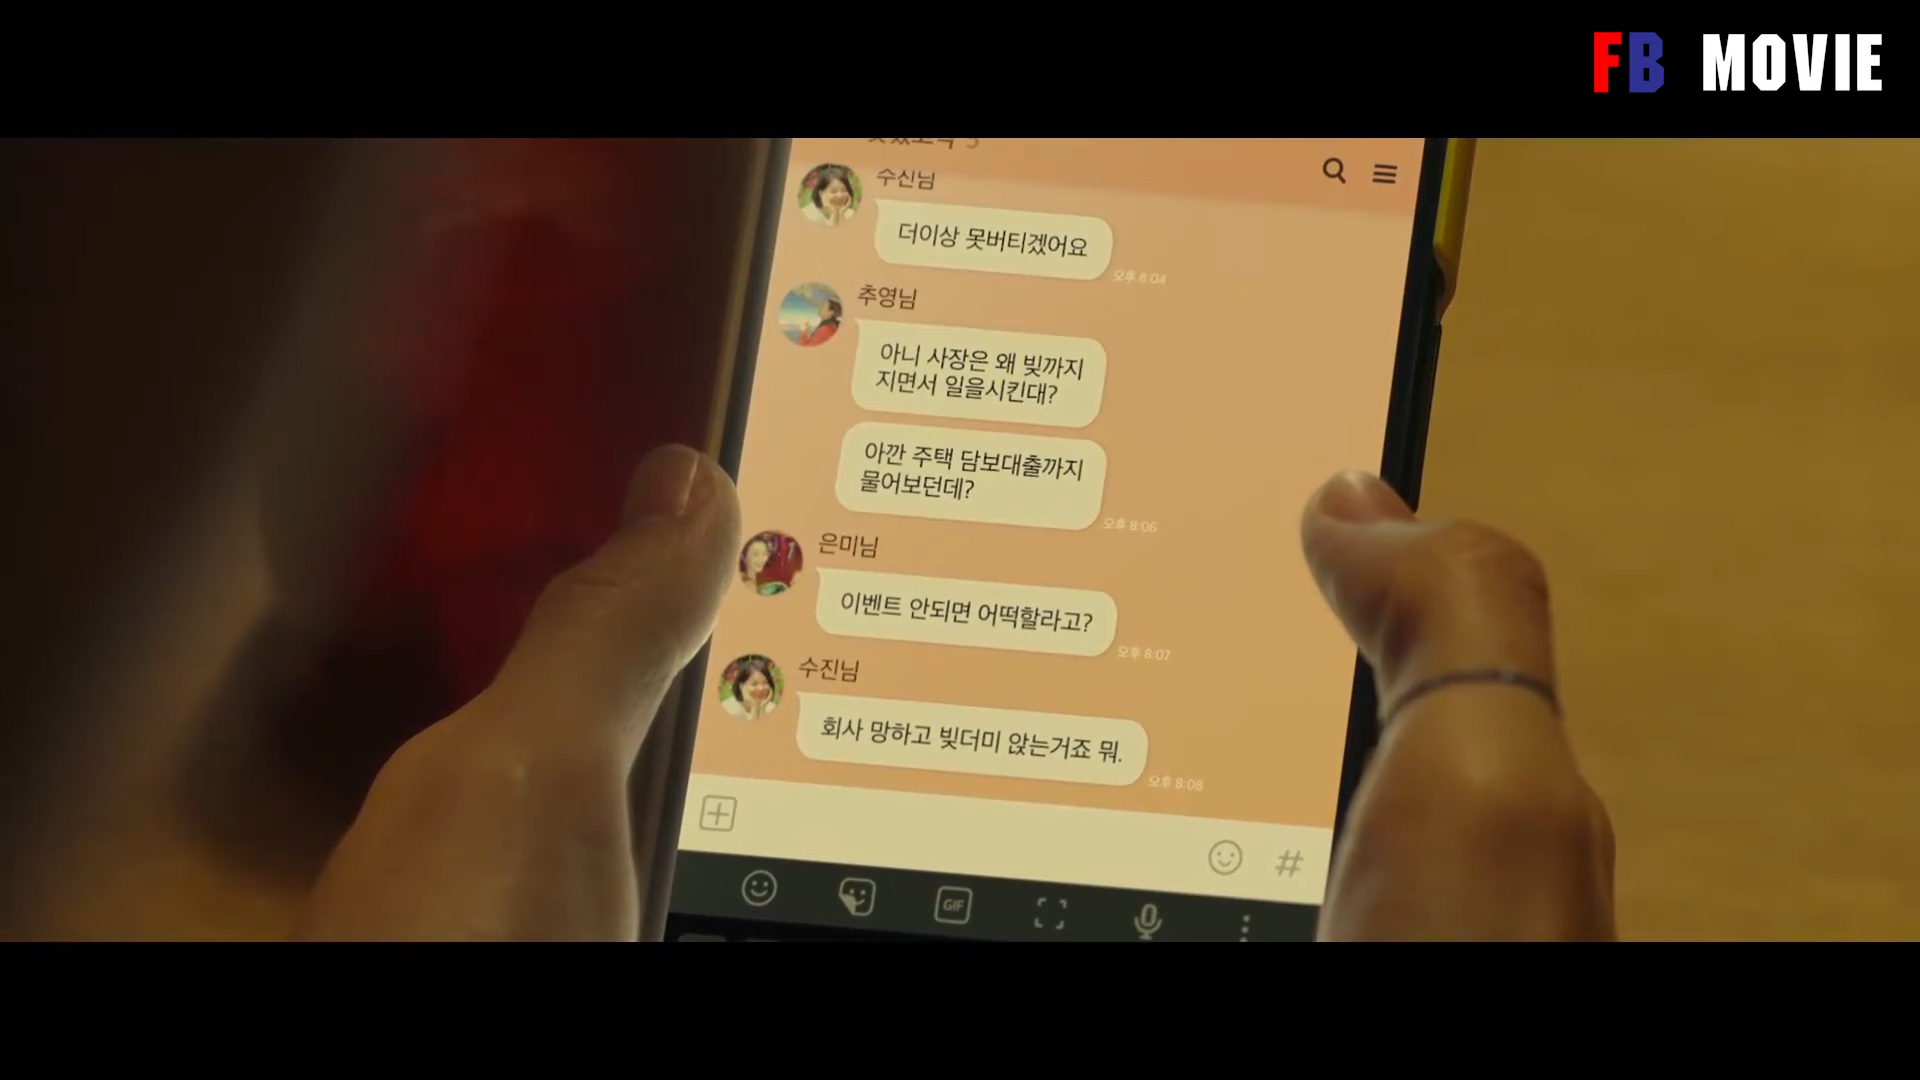 FB MOVIE
수진님
더이상 못버티겠어요
오후 8:04
추영님
아니 사장은 왜 빚까지
지면서 일을시킨대?
아깐 주택 담보대출까지
물어보던데?
오후 8:06
은미님
이벤트 안되면 어떡할라고?
오후 8:07
수진님
회사 망하고 빚더미 앉는거죠 뭐.
오후 8:08
GIF